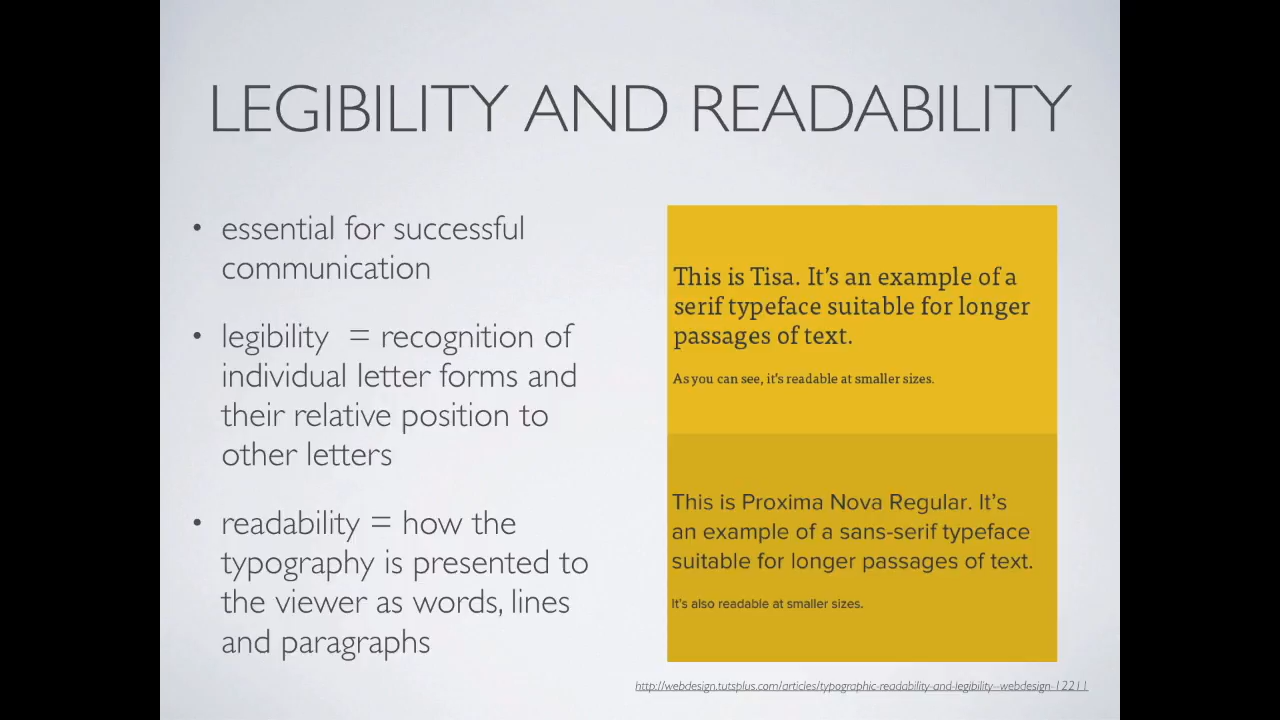 LEGIBILITY AND READABILITY
• essential for successful
communication
• legibility = recognition of
individual letter forms and
their relative position to
other letters
• readability = how the
typography is presented to
the viewer as words, lines
and paragraphs
This is Tisa. It's an example of a
serif typeface suitable for longer
passages of text.
As you can see, it's readable at smaller sizes.
This is Proxima Nova Regular. It's
an example of a sans-serif typeface
suitable for longer passages of text.
It's also readable at smaller sizes.
http://webdesign.tutsplus.com/articles/typographic-readability-and-legibility--webdesign-12211